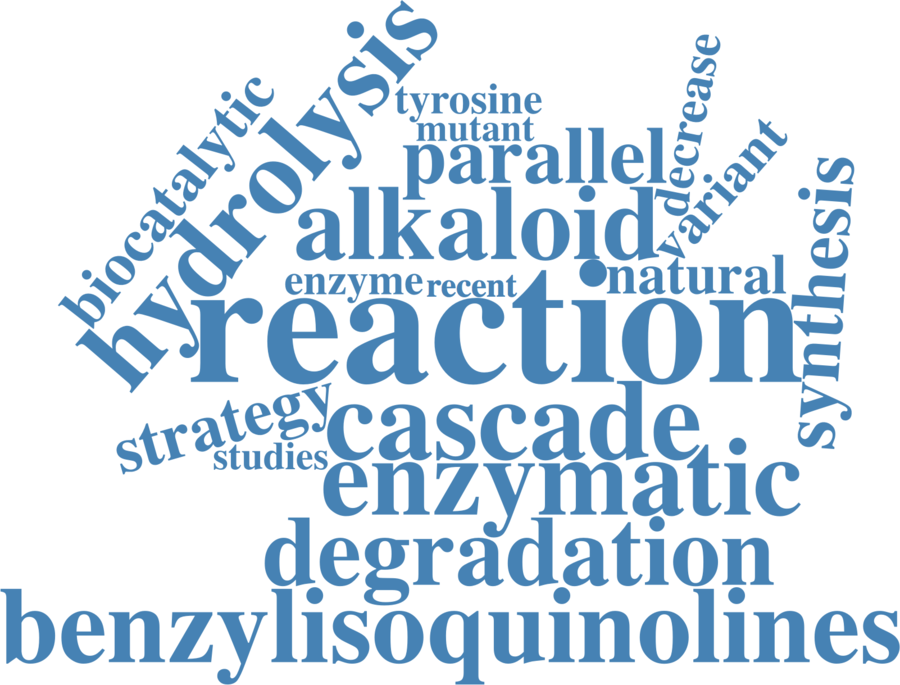 hydrolysis
biocatalytic
tyrosine
mutant
decrease
parallel
variant
alkaloid
synthesis
enzyme
recent
natural
reaction
strategy
cascade
studies
enzymatic
degradation
benzylisoquinolines